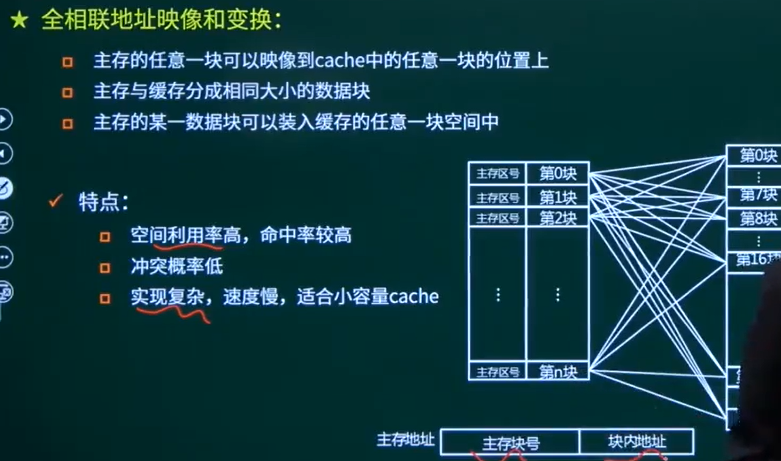 ★ 全相联地址映像和变换：
主存的任意一块可以映像到cache中的任意一块的位置上
主存与缓存分成相同大小的数据块
主存的某一数据块可以装入缓存的任意一块空间中
✓ 特点：
空间利用率高，命中率较高
冲突概率低
实现复杂，速度慢，适合小容量cache
主存区号 第0块
主存区号 第1块
主存区号 第2块
⋮ ⋮
主存区号 第n块
第0块
⋮
第7块
第8块
⋮
第16块
主存地址 主存块号 块内地址